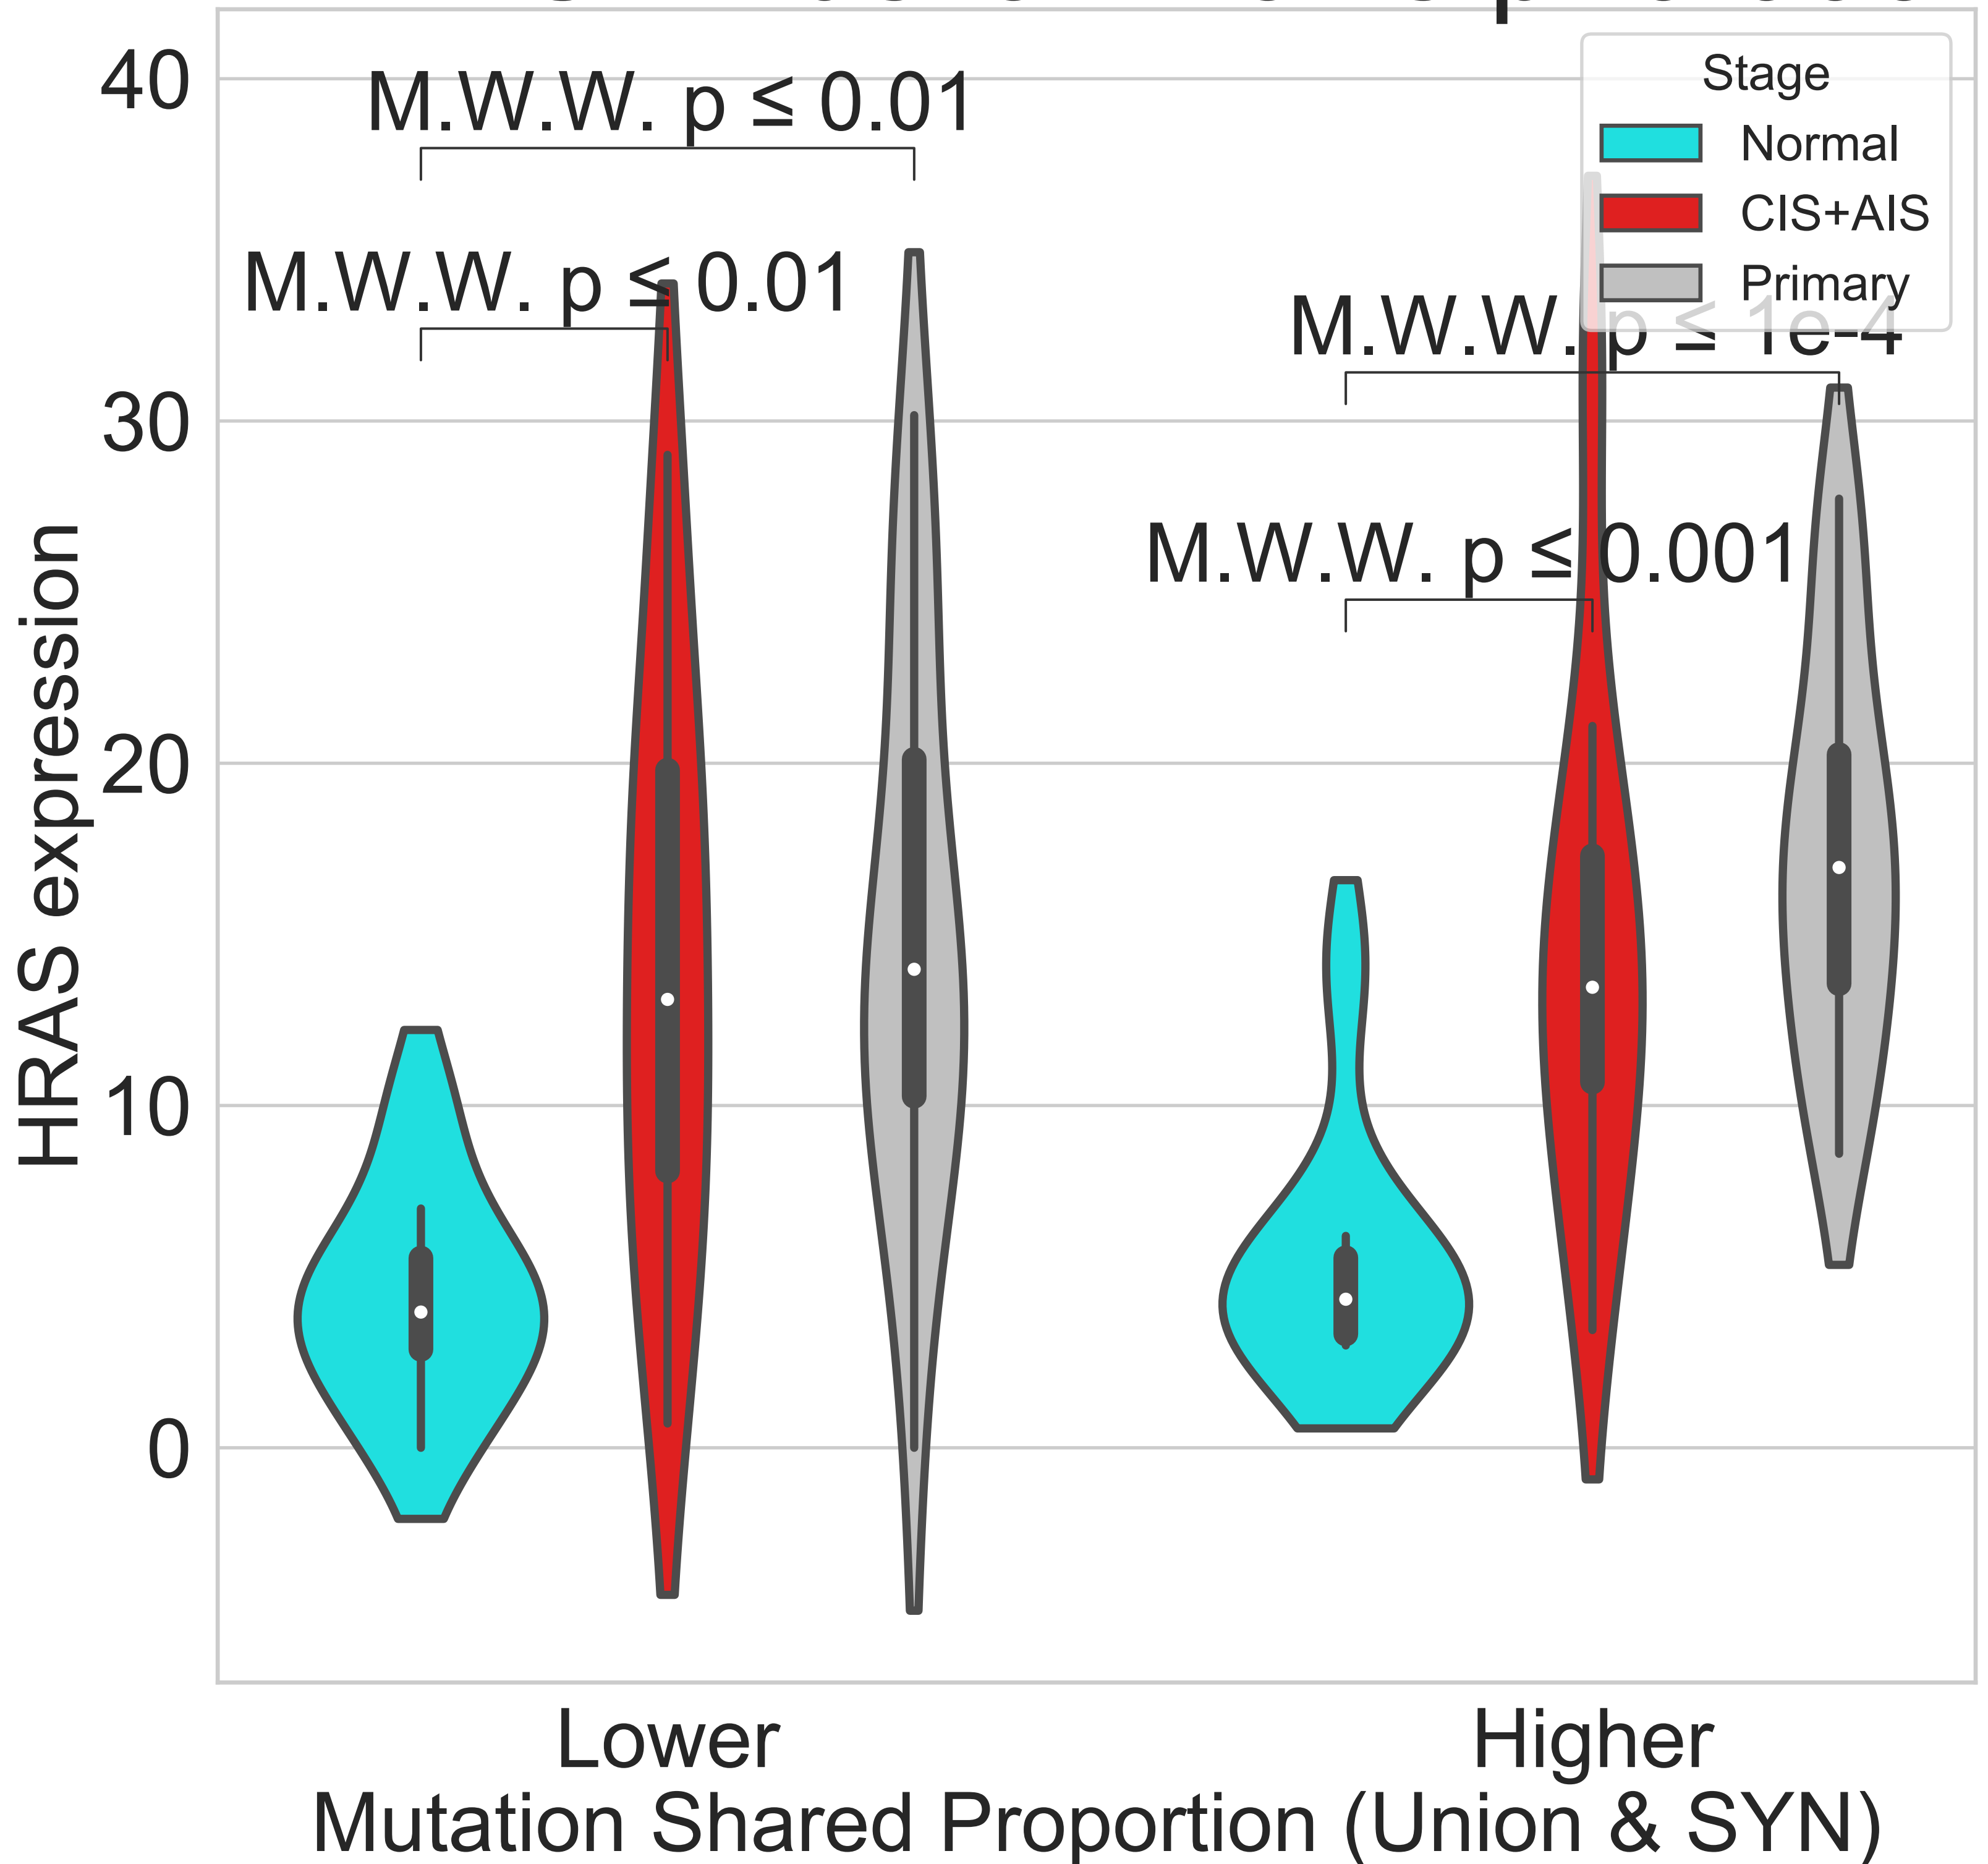 Stage
Normal
CIS+AIS
Primary
M.W.W. p ≤ 0.01
M.W.W. p ≤ 0.01
M.W.W. p ≤ 1e-4
M.W.W. p ≤ 0.001
HRAS expression
40
30
20
10
0
Lower
Higher
Mutation Shared Proportion (Union & SYN)